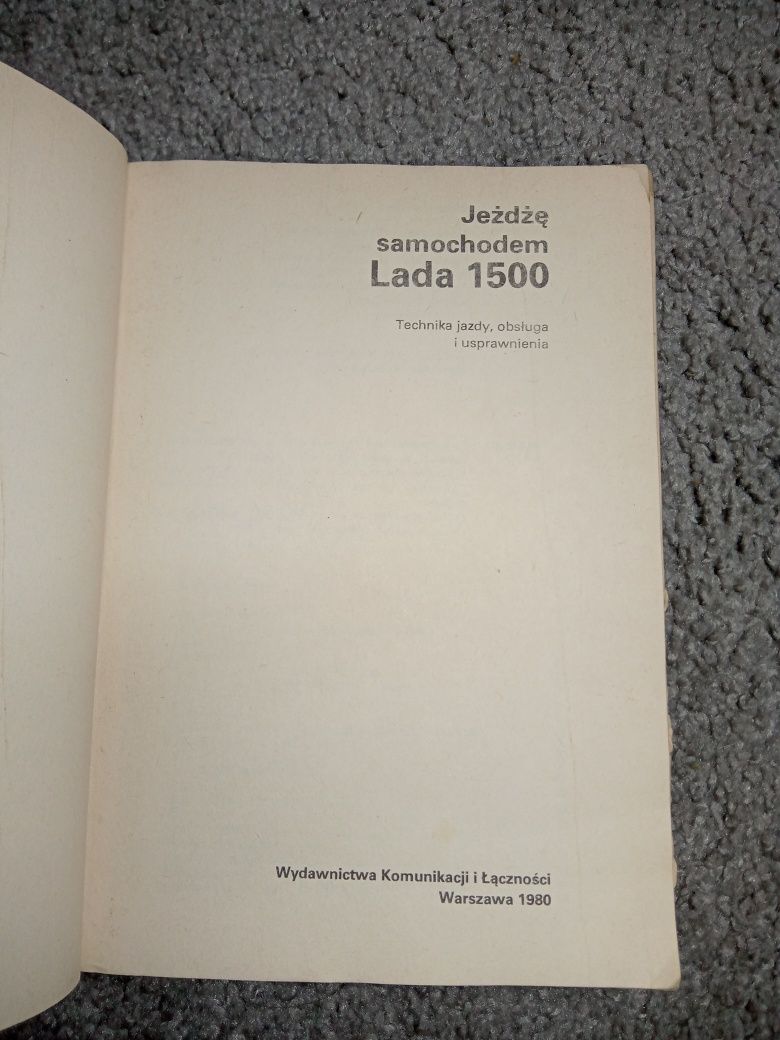 Jeżdżę
samochodem
Lada 1500
Technika jazdy, obsługa
i usprawnienia
Wydawnictwa Komunikacji i Łączności
Warszawa 1980